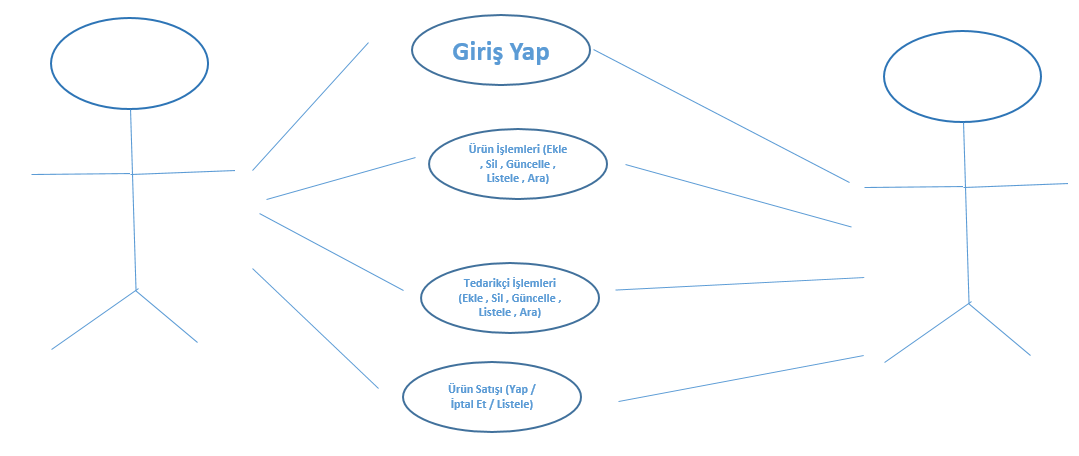 Giriş Yap
Ürün İşlemleri (Ekle
, Sil , Güncelle ,
Listele , Ara)
Tedarikçi İşlemleri
(Ekle , Sil , Güncelle ,
Listele , Ara)
Ürün Satışı (Yap /
İptal Et / Listele)